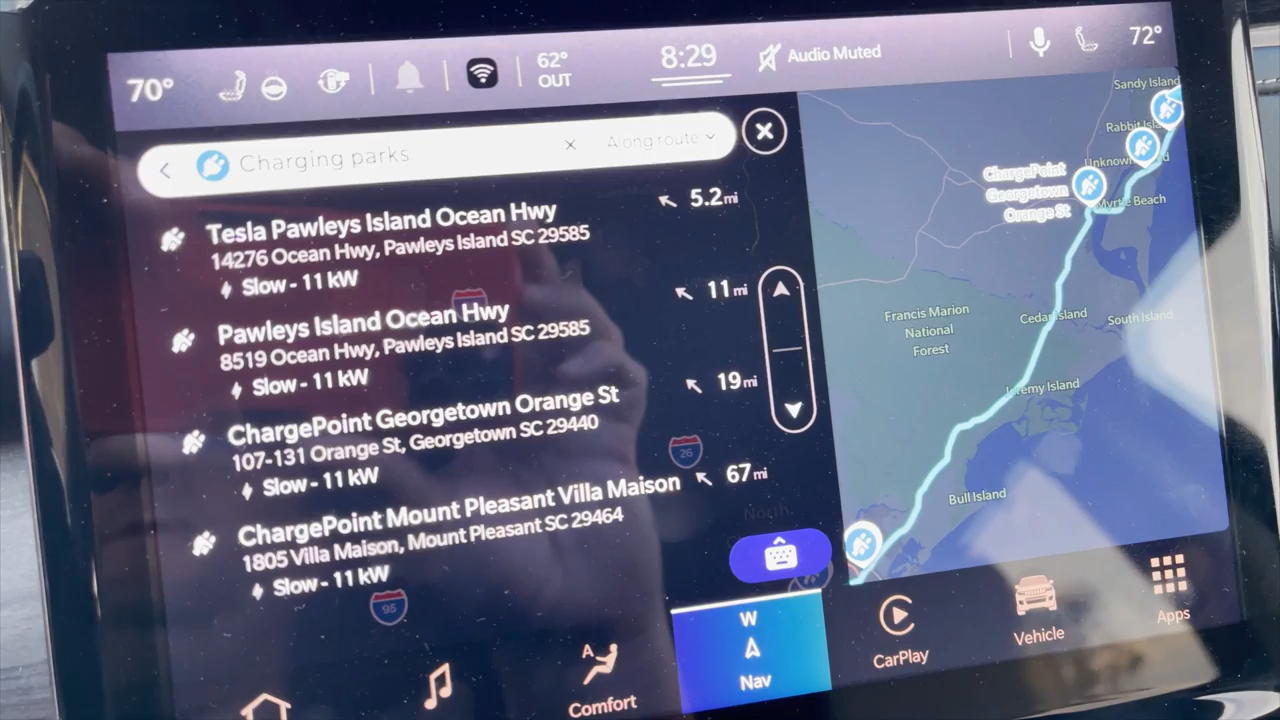 70°
62°
OUT
8:29
Audio Muted
72°
Charging parks
Along route
Tesla Pawleys Island Ocean Hwy
14276 Ocean Hwy, Pawleys Island SC 29585
Slow - 11 kW
5.2 mi
Pawleys Island Ocean Hwy
8519 Ocean Hwy, Pawleys Island SC 29585
Slow - 11 kW
11 mi
ChargePoint Georgetown Orange St
107-131 Orange St, Georgetown SC 29440
Slow - 11 kW
19 mi
ChargePoint Mount Pleasant Villa Maison
1805 Villa Maison, Mount Pleasant SC 29464
Slow - 11 kW
67 mi
26
95
North
Sandy Island
Rabbit
Unknown
ChargePoint
Georgetown
Orange St
Myrtle Beach
Francis Marion
National
Forest
Cedar Island
South Island
Jeremy Island
Bull Island
A
Comfort
W
Nav
CarPlay
Vehicle
Apps